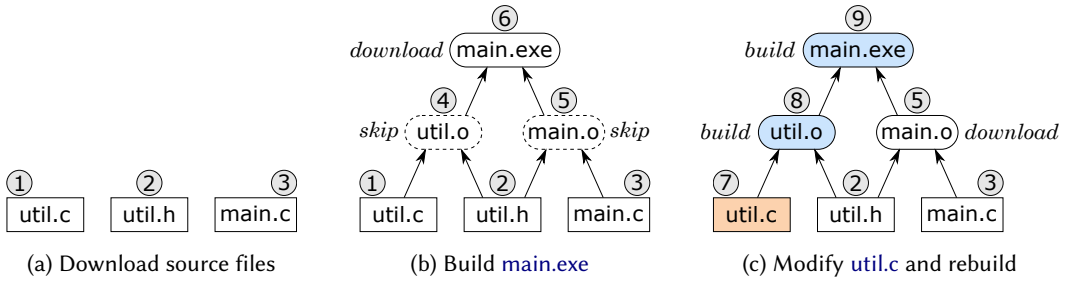 1
util.c
2
util.h
3
main.c
(a) Download source files
6
download main.exe
4
5
skip util.o main.o skip
1
2
3
util.c util.h main.c
(b) Build main.exe
9
build main.exe
8
5
build util.o main.o download
7
2
3
util.c util.h main.c
(c) Modify util.c and rebuild